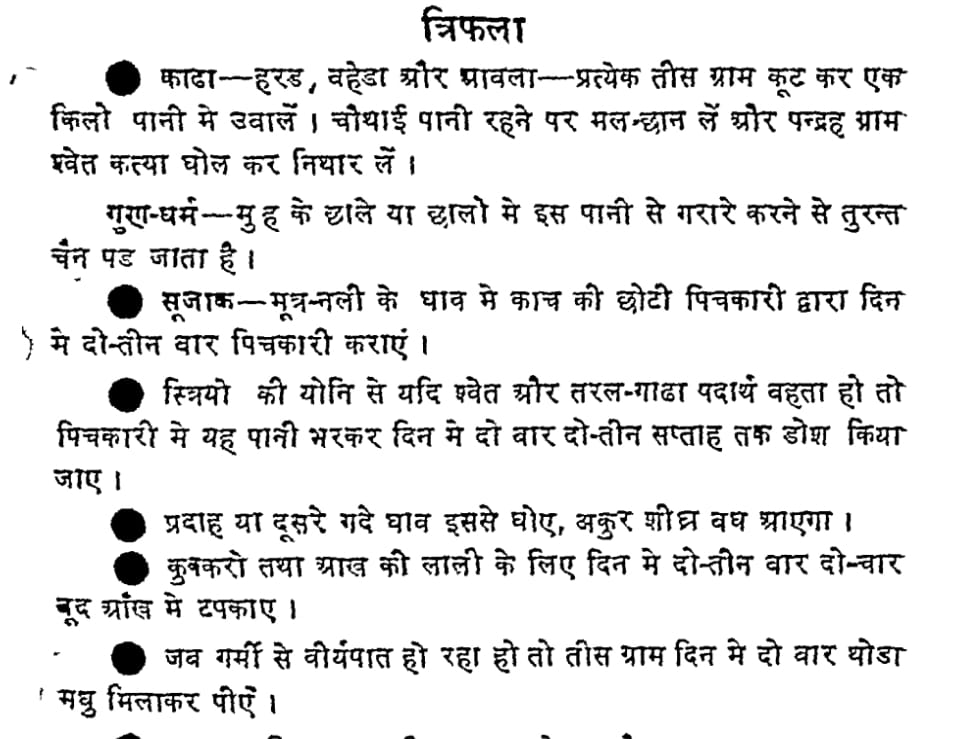 त्रिफला
● काढा—हरड, वहेडा और आवला—प्रत्येक तीस ग्राम कूट कर एक
किलो पानी मे उवालें । चौथाई पानी रहने पर मल-छान लें और पन्द्रह ग्राम
श्वेत कत्या घोल कर निथार लें ।
गुण-धर्म—मु ह के छाले या छालो मे इस पानी से गरारे करने से तुरन्त
चैन पड जाता है ।
● सूजाक—मूत्र-नली के घाव मे काच की छोटी पिचकारी द्वारा दिन
मे दो-तीन वार पिचकारी कराएं ।
● स्त्रियो की योनि से यदि श्वेत और तरल-गाढा पदार्थ वहता हो तो
पिचकारी मे यह पानी भरकर दिन मे दो वार दो-तीन सप्ताह तक डोश किया
जाए ।
● प्रदाह या दूसरे गदे घाव इससे धोए, अकुर शीघ्र वध आएगा ।
● कुक्करो तथा आख की लाली के लिए दिन मे दो-तीन वार दो-चार
बूद आँख मे टपकाए ।
● जव गर्मी से वीर्यपात हो रहा हो तो तीस ग्राम दिन मे दो वार थोडा
मधु मिलाकर पीएँ ।